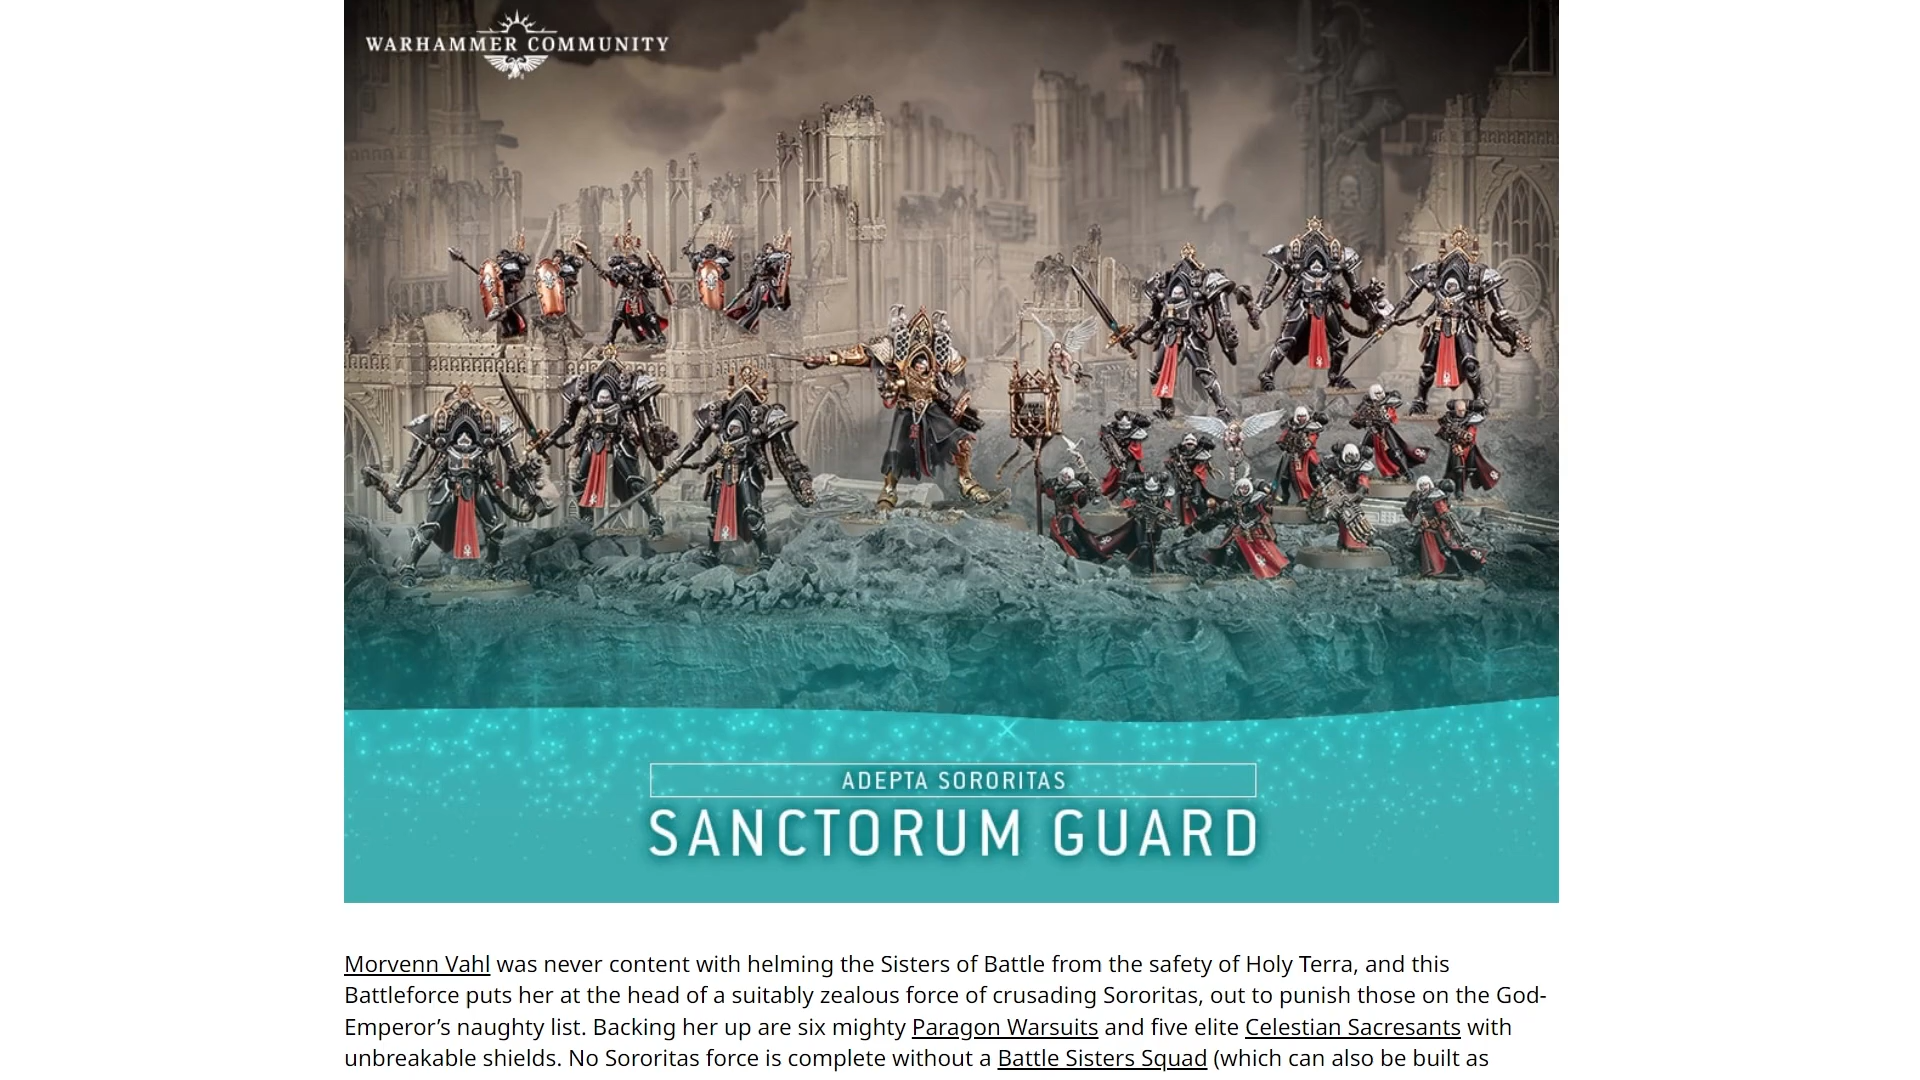 WARHAMMER COMMUNITY
ADEPTA SORORITAS
SANCTORUM GUARD
Morvenn Vahl was never content with helming the Sisters of Battle from the safety of Holy Terra, and this
Battleforce puts her at the head of a suitably zealous force of crusading Sororitas, out to punish those on the God-
Emperor’s naughty list. Backing her up are six mighty Paragon Warsuits and five elite Celestian Sacresants with
unbreakable shields. No Sororitas force is complete without a Battle Sisters Squad (which can also be built as